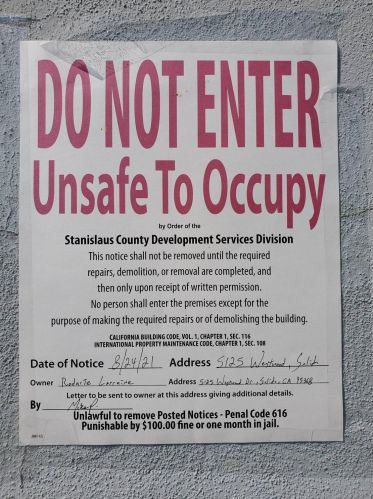 DO NOT ENTER
Unsafe To Occupy
by Order of the
Stanislaus County Development Services Division
This notice shall not be removed until the required
repairs, demolition, or removal are completed, and
then only upon receipt of written permission.
No person shall enter the premises except for the
purpose of making the required repairs or of demolishing the building.
CALIFORNIA BUILDING CODE, VOL. 1, CHAPTER 1, SEC. 116
INTERNATIONAL PROPERTY MAINTENANCE CODE, CHAPTER 1, SEC. 108
Date of Notice 8/24/21 Address 5125
Owner Lorraine Address 5125 Dr, CA 95368
Letter to be sent to owner at this address giving additional details.
By
Unlawful to remove Posted Notices - Penal Code 616
Punishable by $100.00 fine or one month in jail.